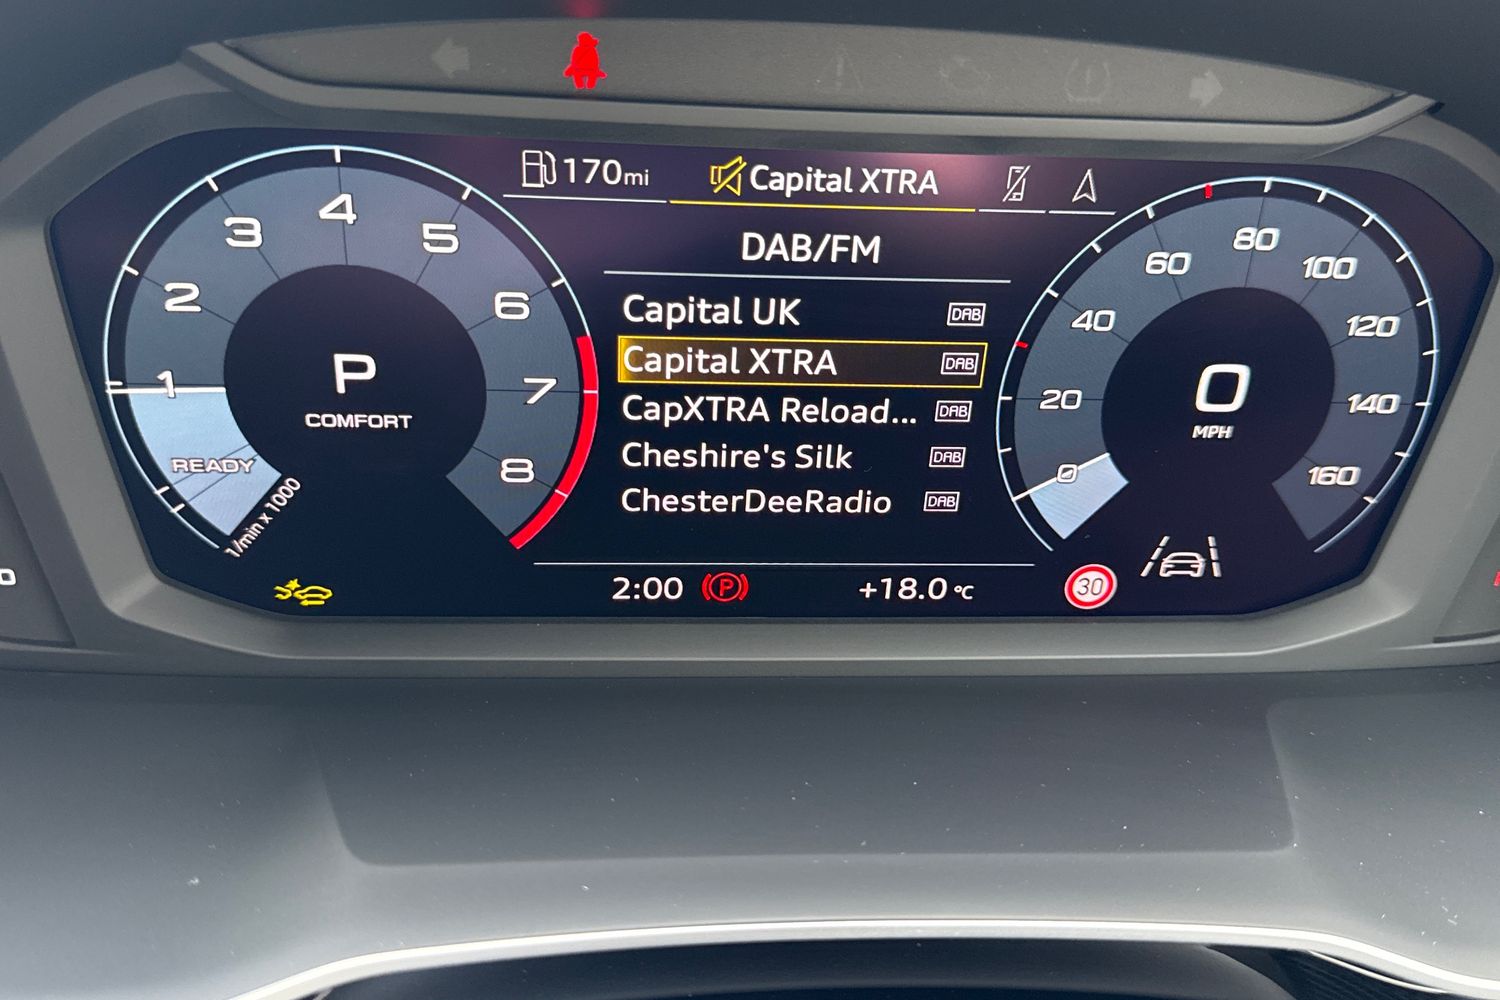 170mi
Capital XTRA
DAB/FM
Capital UK DAB
Capital XTRA DAB
CapXTRA Reload... DAB
Cheshire's Silk DAB
ChesterDeeRadio DAB
2:00 P +18.0 °C
READY
1
2
3
4
5
6
7
8
1/min x 1000
P
COMFORT
0
20
40
60
80
100
120
140
160
0
MPH
30